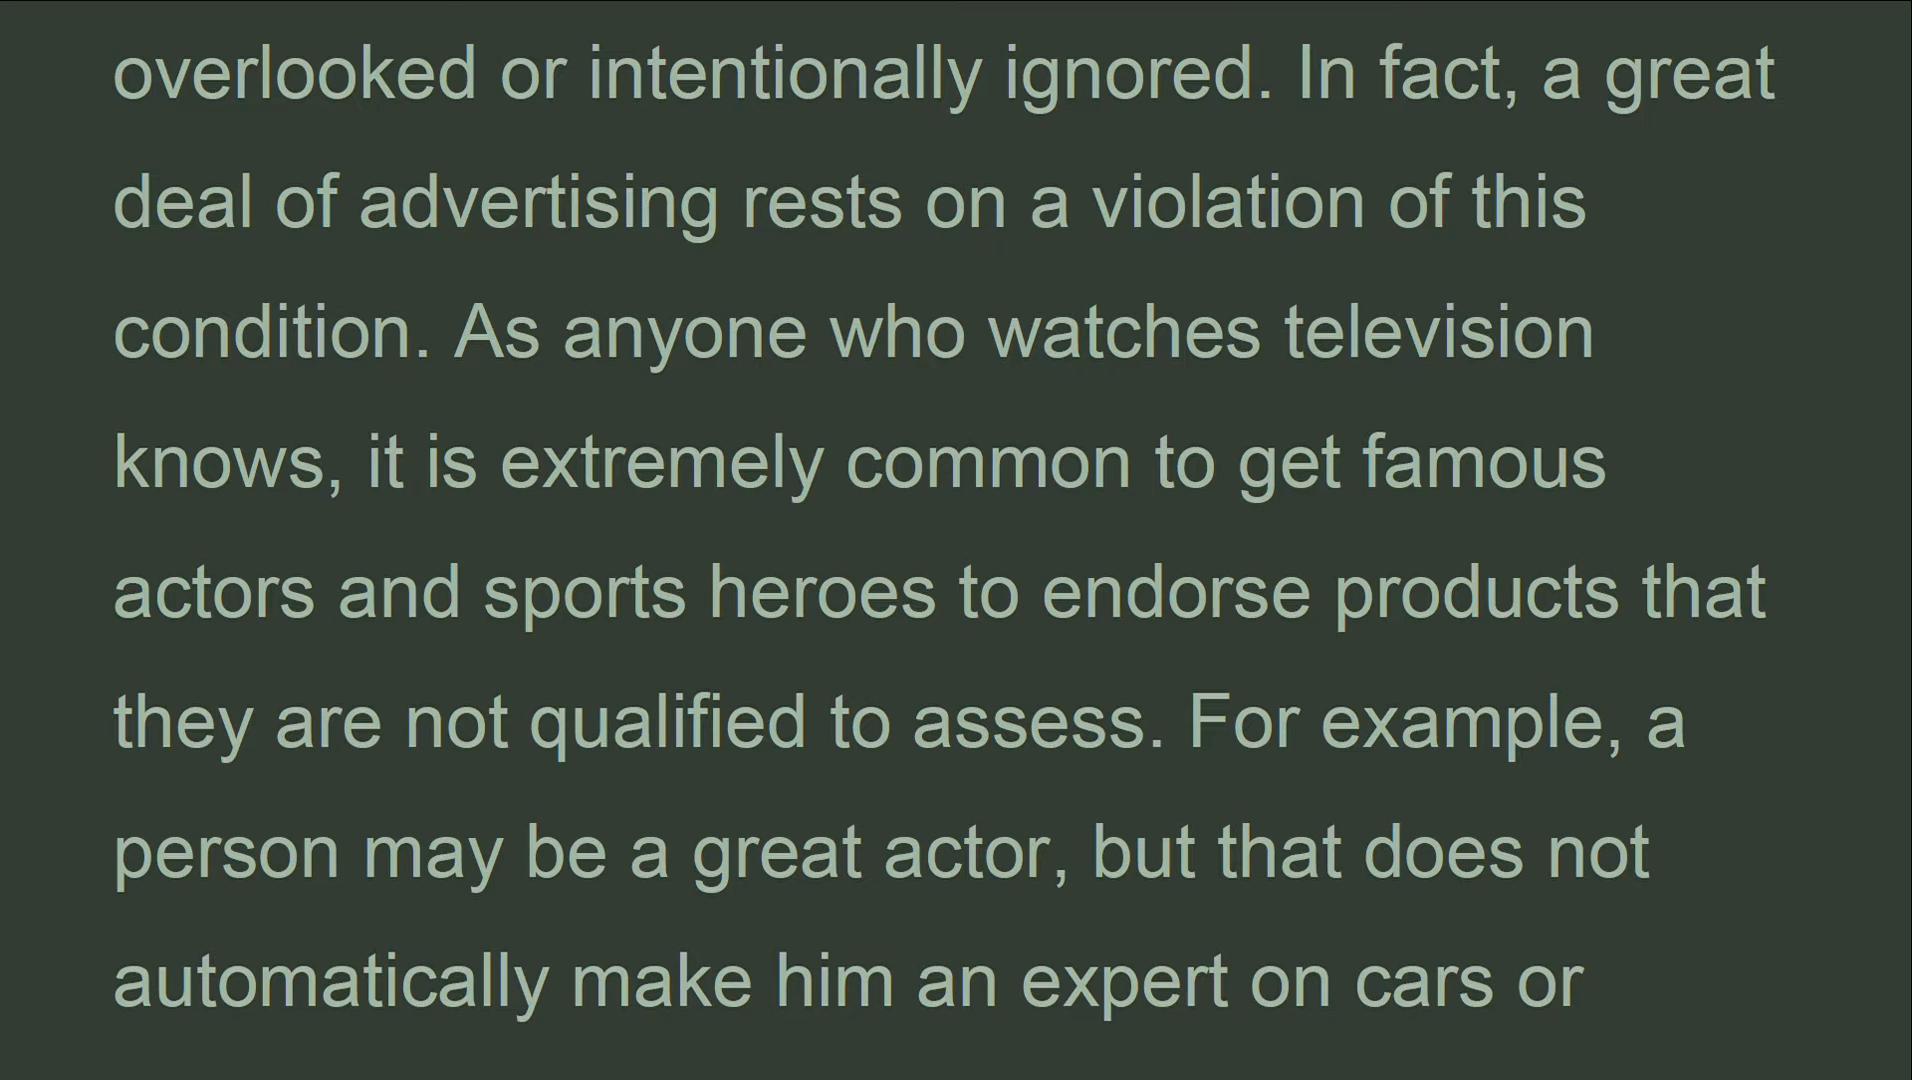 overlooked or intentionally ignored. In fact, a great
deal of advertising rests on a violation of this
condition. As anyone who watches television
knows, it is extremely common to get famous
actors and sports heroes to endorse products that
they are not qualified to assess. For example, a
person may be a great actor, but that does not
automatically make him an expert on cars or